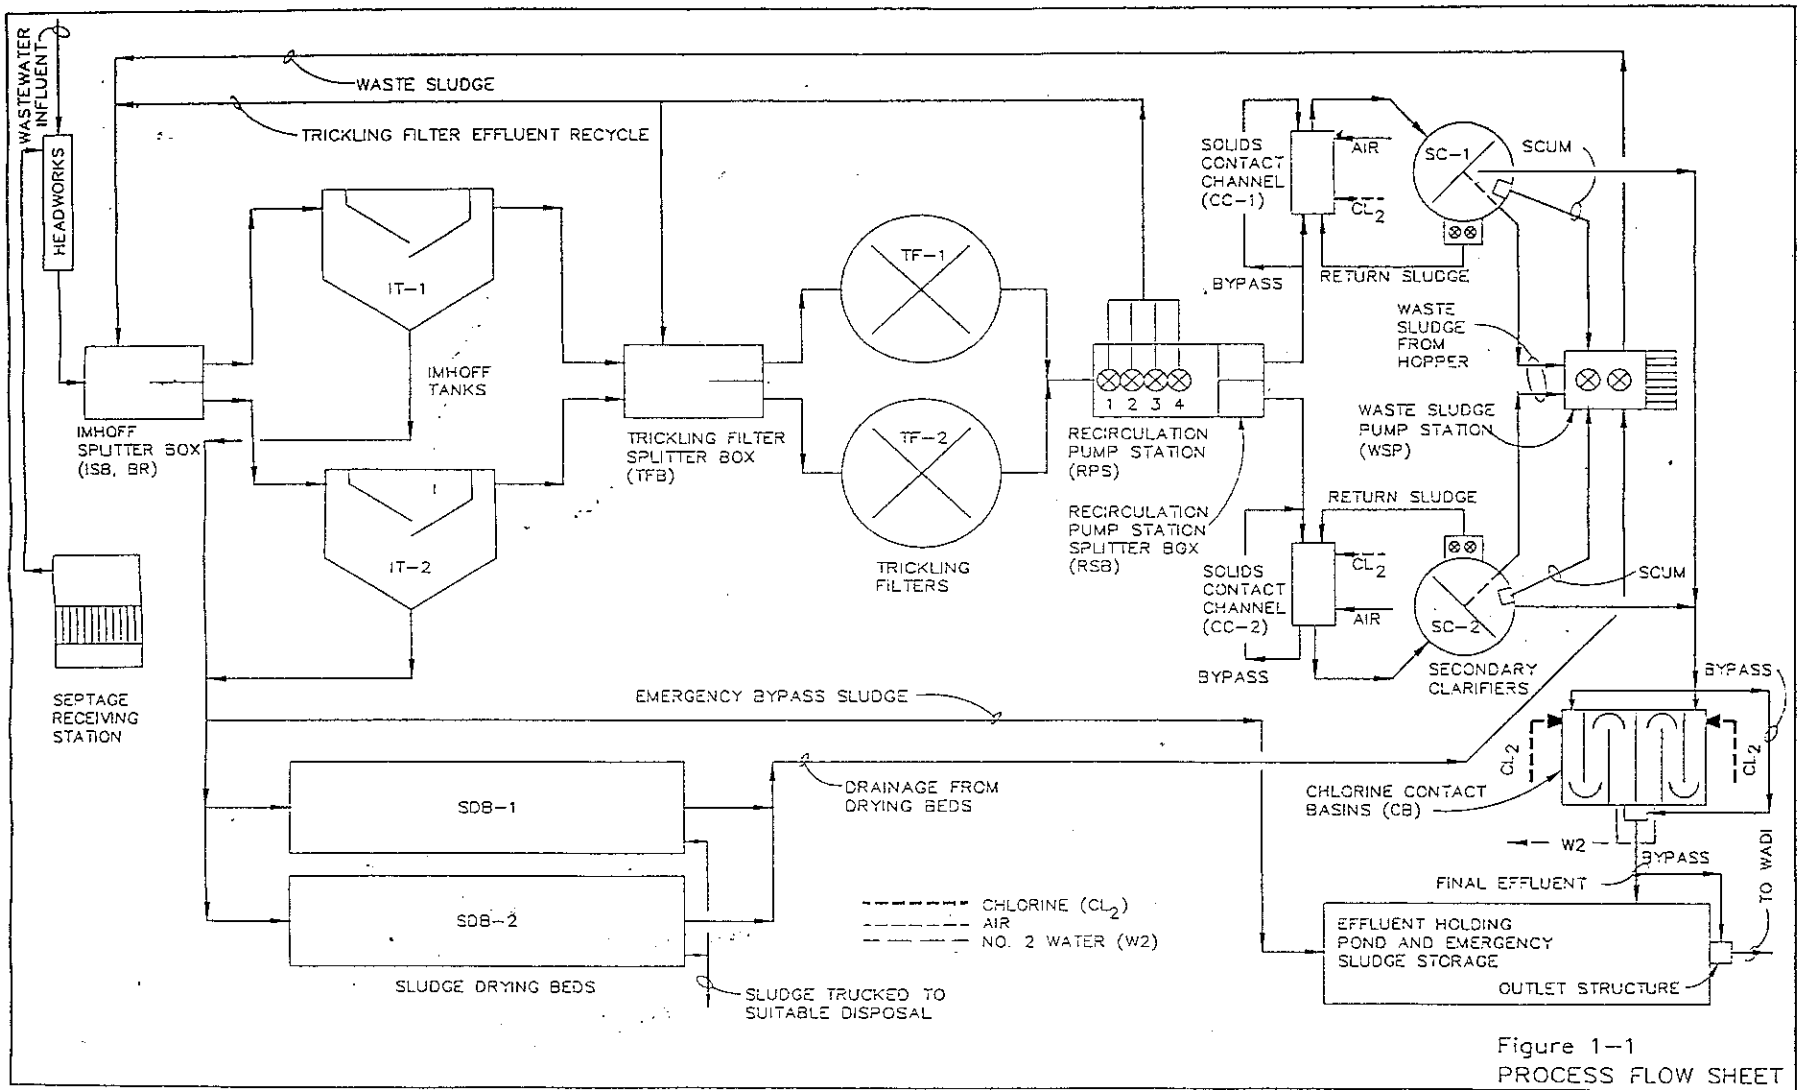 WASTEWATER
INFLUENT
HEADWORKS
WASTE SLUDGE
TRICKLING FILTER EFFLUENT RECYCLE
IT-1
IMHOFF
TANKS
IMHOFF
SPLITTER BOX
(ISB, BR)
IT-2
SEPTAGE
RECEIVING
STATION
TRICKLING FILTER
SPLITTER BOX
(TFB)
TF-1
TF-2
TRICKLING
FILTERS
1 2 3 4
RECIRCULATION
PUMP STATION
(RPS)
RECIRCULATION
PUMP STATION
SPLITTER BOX
(RSB)
SOLIDS
CONTACT
CHANNEL
(CC-1)
AIR
CL2
BYPASS
RETURN SLUDGE
SC-1
SCUM
WASTE
SLUDGE
FROM
HOPPER
WASTE SLUDGE
PUMP STATION
(WSP)
RETURN SLUDGE
SOLIDS
CONTACT
CHANNEL
(CC-2)
CL2
AIR
BYPASS
SC-2
SCUM
SECONDARY
CLARIFIERS
BYPASS
CL2
CL2
CHLORINE CONTACT
BASINS (CB)
W2
BYPASS
FINAL EFFLUENT
TO WADI
EMERGENCY BYPASS SLUDGE
SDB-1
DRAINAGE FROM
DRYING BEDS
SDB-2
SLUDGE DRYING BEDS
SLUDGE TRUCKED TO
SUITABLE DISPOSAL
CHLORINE (CL2)
AIR
NO. 2 WATER (W2)
EFFLUENT HOLDING
POND AND EMERGENCY
SLUDGE STORAGE
OUTLET STRUCTURE
Figure 1-1
PROCESS FLOW SHEET